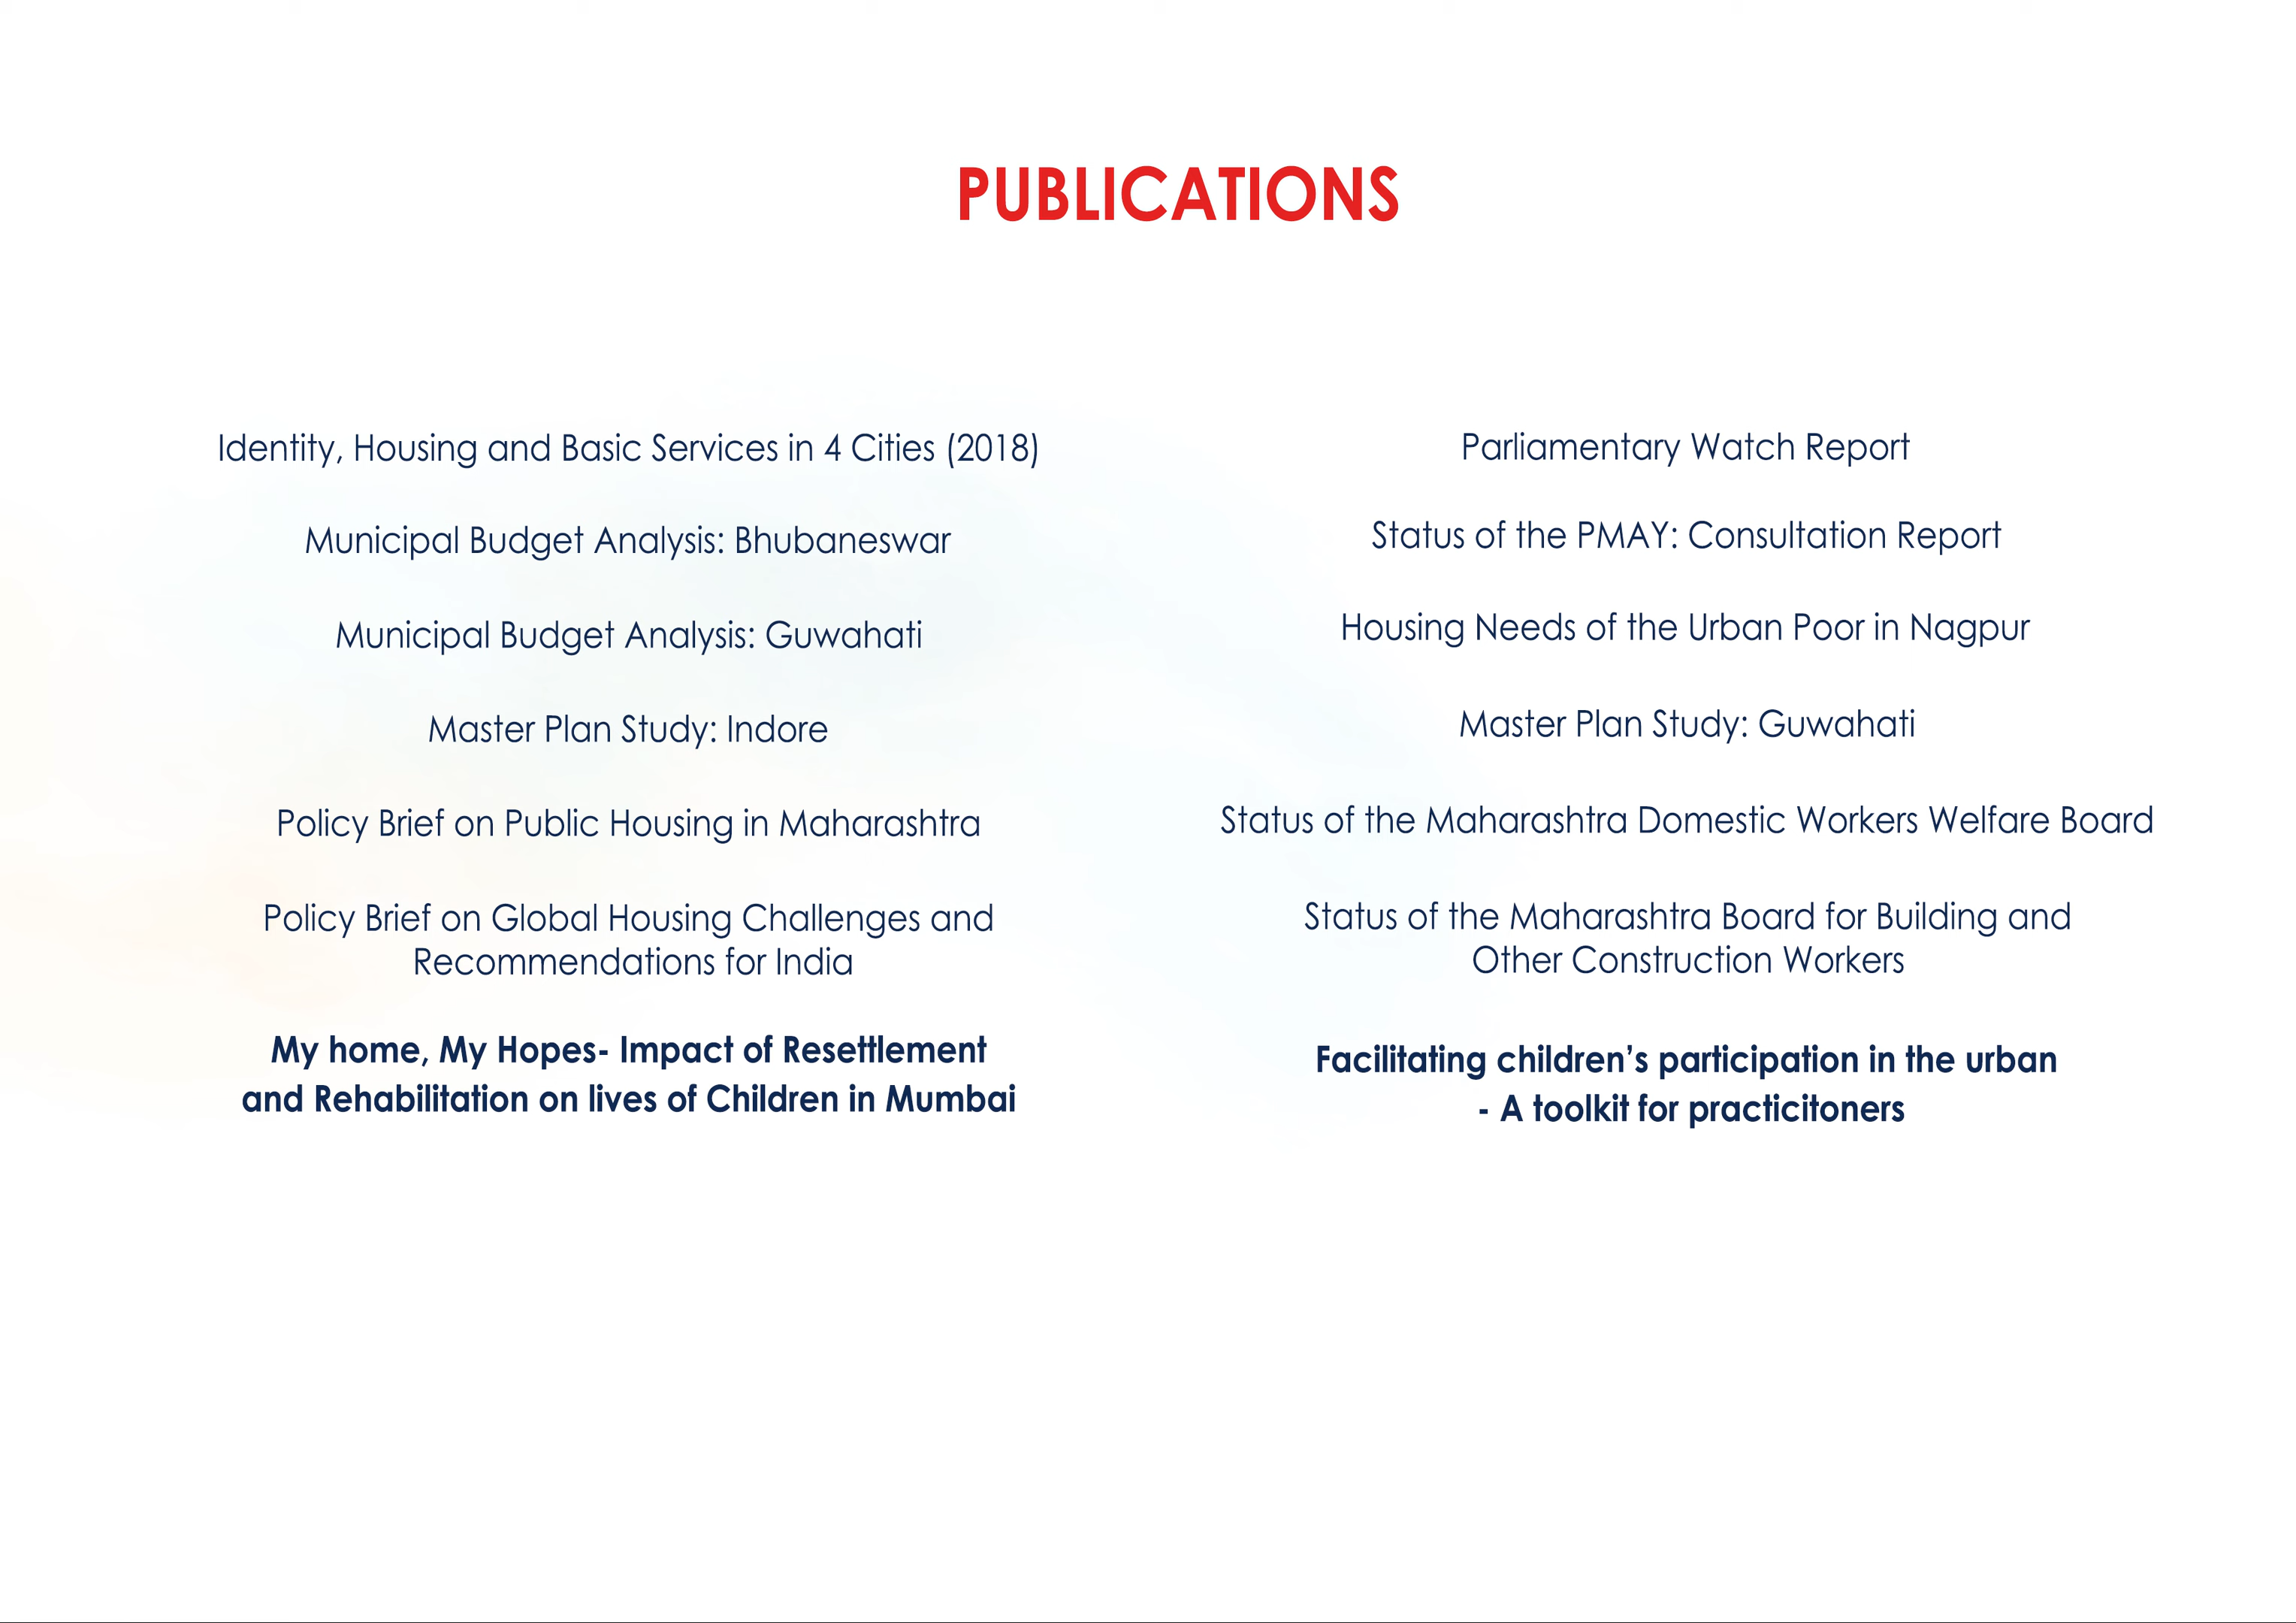 PUBLICATIONS
Identity, Housing and Basic Services in 4 Cities (2018)
Municipal Budget Analysis: Bhubaneswar
Municipal Budget Analysis: Guwahati
Master Plan Study: Indore
Policy Brief on Public Housing in Maharashtra
Policy Brief on Global Housing Challenges and
Recommendations for India
My home, My Hopes- Impact of Resettlement
and Rehabilitation on lives of Children in Mumbai
Parliamentary Watch Report
Status of the PMAY: Consultation Report
Housing Needs of the Urban Poor in Nagpur
Master Plan Study: Guwahati
Status of the Maharashtra Domestic Workers Welfare Board
Status of the Maharashtra Board for Building and
Other Construction Workers
Facilitating children’s participation in the urban
- A toolkit for practicitoners